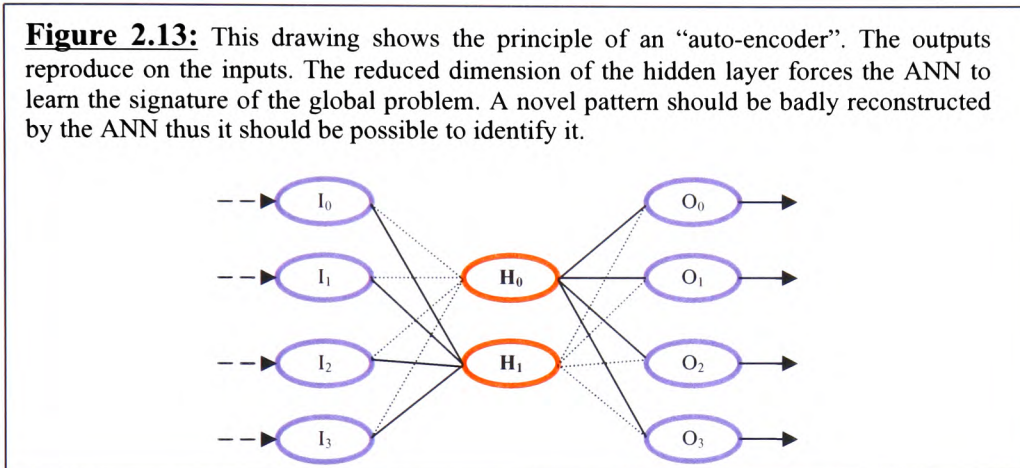 Figure 2.13: This drawing shows the principle of an “auto-encoder”. The outputs
reproduce on the inputs. The reduced dimension of the hidden layer forces the ANN to
learn the signature of the global problem. A novel pattern should be badly reconstructed
by the ANN thus it should be possible to identify it.
I₀ O₀
I₁ H₀ O₁
I₂ H₁ O₂
I₃ O₃